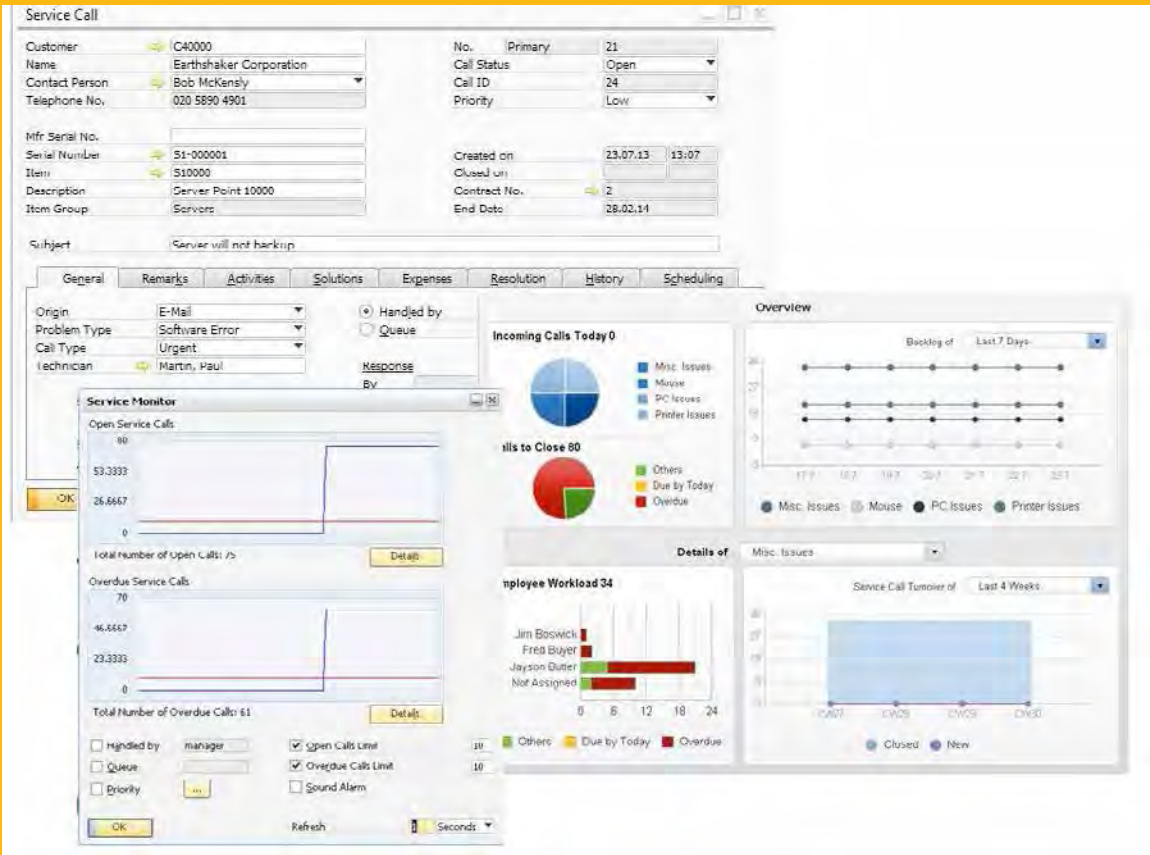 Service Call
Customer C40000 No. Primary 21
Name Earthshaker Corporation Call Status Open
Contact Person Bob McKensly Call ID 24
Telephone No. 020 5890 4901 Priority Low
Mfr Serial No.
Serial Number S1-000001 Created on 23.07.13 13:07
Item S10000 Closed on
Description Server Point 10000 Contract No. 2
Item Group Servers End Date 28.02.14
Subject Server will not backup
General Remarks Activities Solutions Expenses Resolution History Scheduling
Origin E-Mail Handled by
Problem Type Software Error Queue
Call Type Urgent
Technician Martin, Paul Response
By
OK
Service Monitor
Open Service Calls
80
53.3333
26.6667
0
Total Number of Open Calls: 75 Details
Overdue Service Calls
70
46.6667
23.3333
0
Total Number of Overdue Calls: 61 Details
Handled by manager Open Calls Limit 10
Queue Overdue Calls Limit 10
Priority ... Sound Alarm
OK Refresh Seconds
Overview
Incoming Calls Today 0
Misc. Issues
Mouse
PC Issues
Printer Issues
to Close 80
Others
Due by Today
Overdue
Backlog of Last 7 Days
Misc. Issues Mouse PC Issues Printer Issues
Details of Misc. Issues
Workload 34
Jim Boswick
Fred Buyer
Jayson Butler
Not Assigned
0 6 12 18 24
Others Due by Today Overdue
Service Call Turnover of Last 4 Weeks
CW30
Closed New